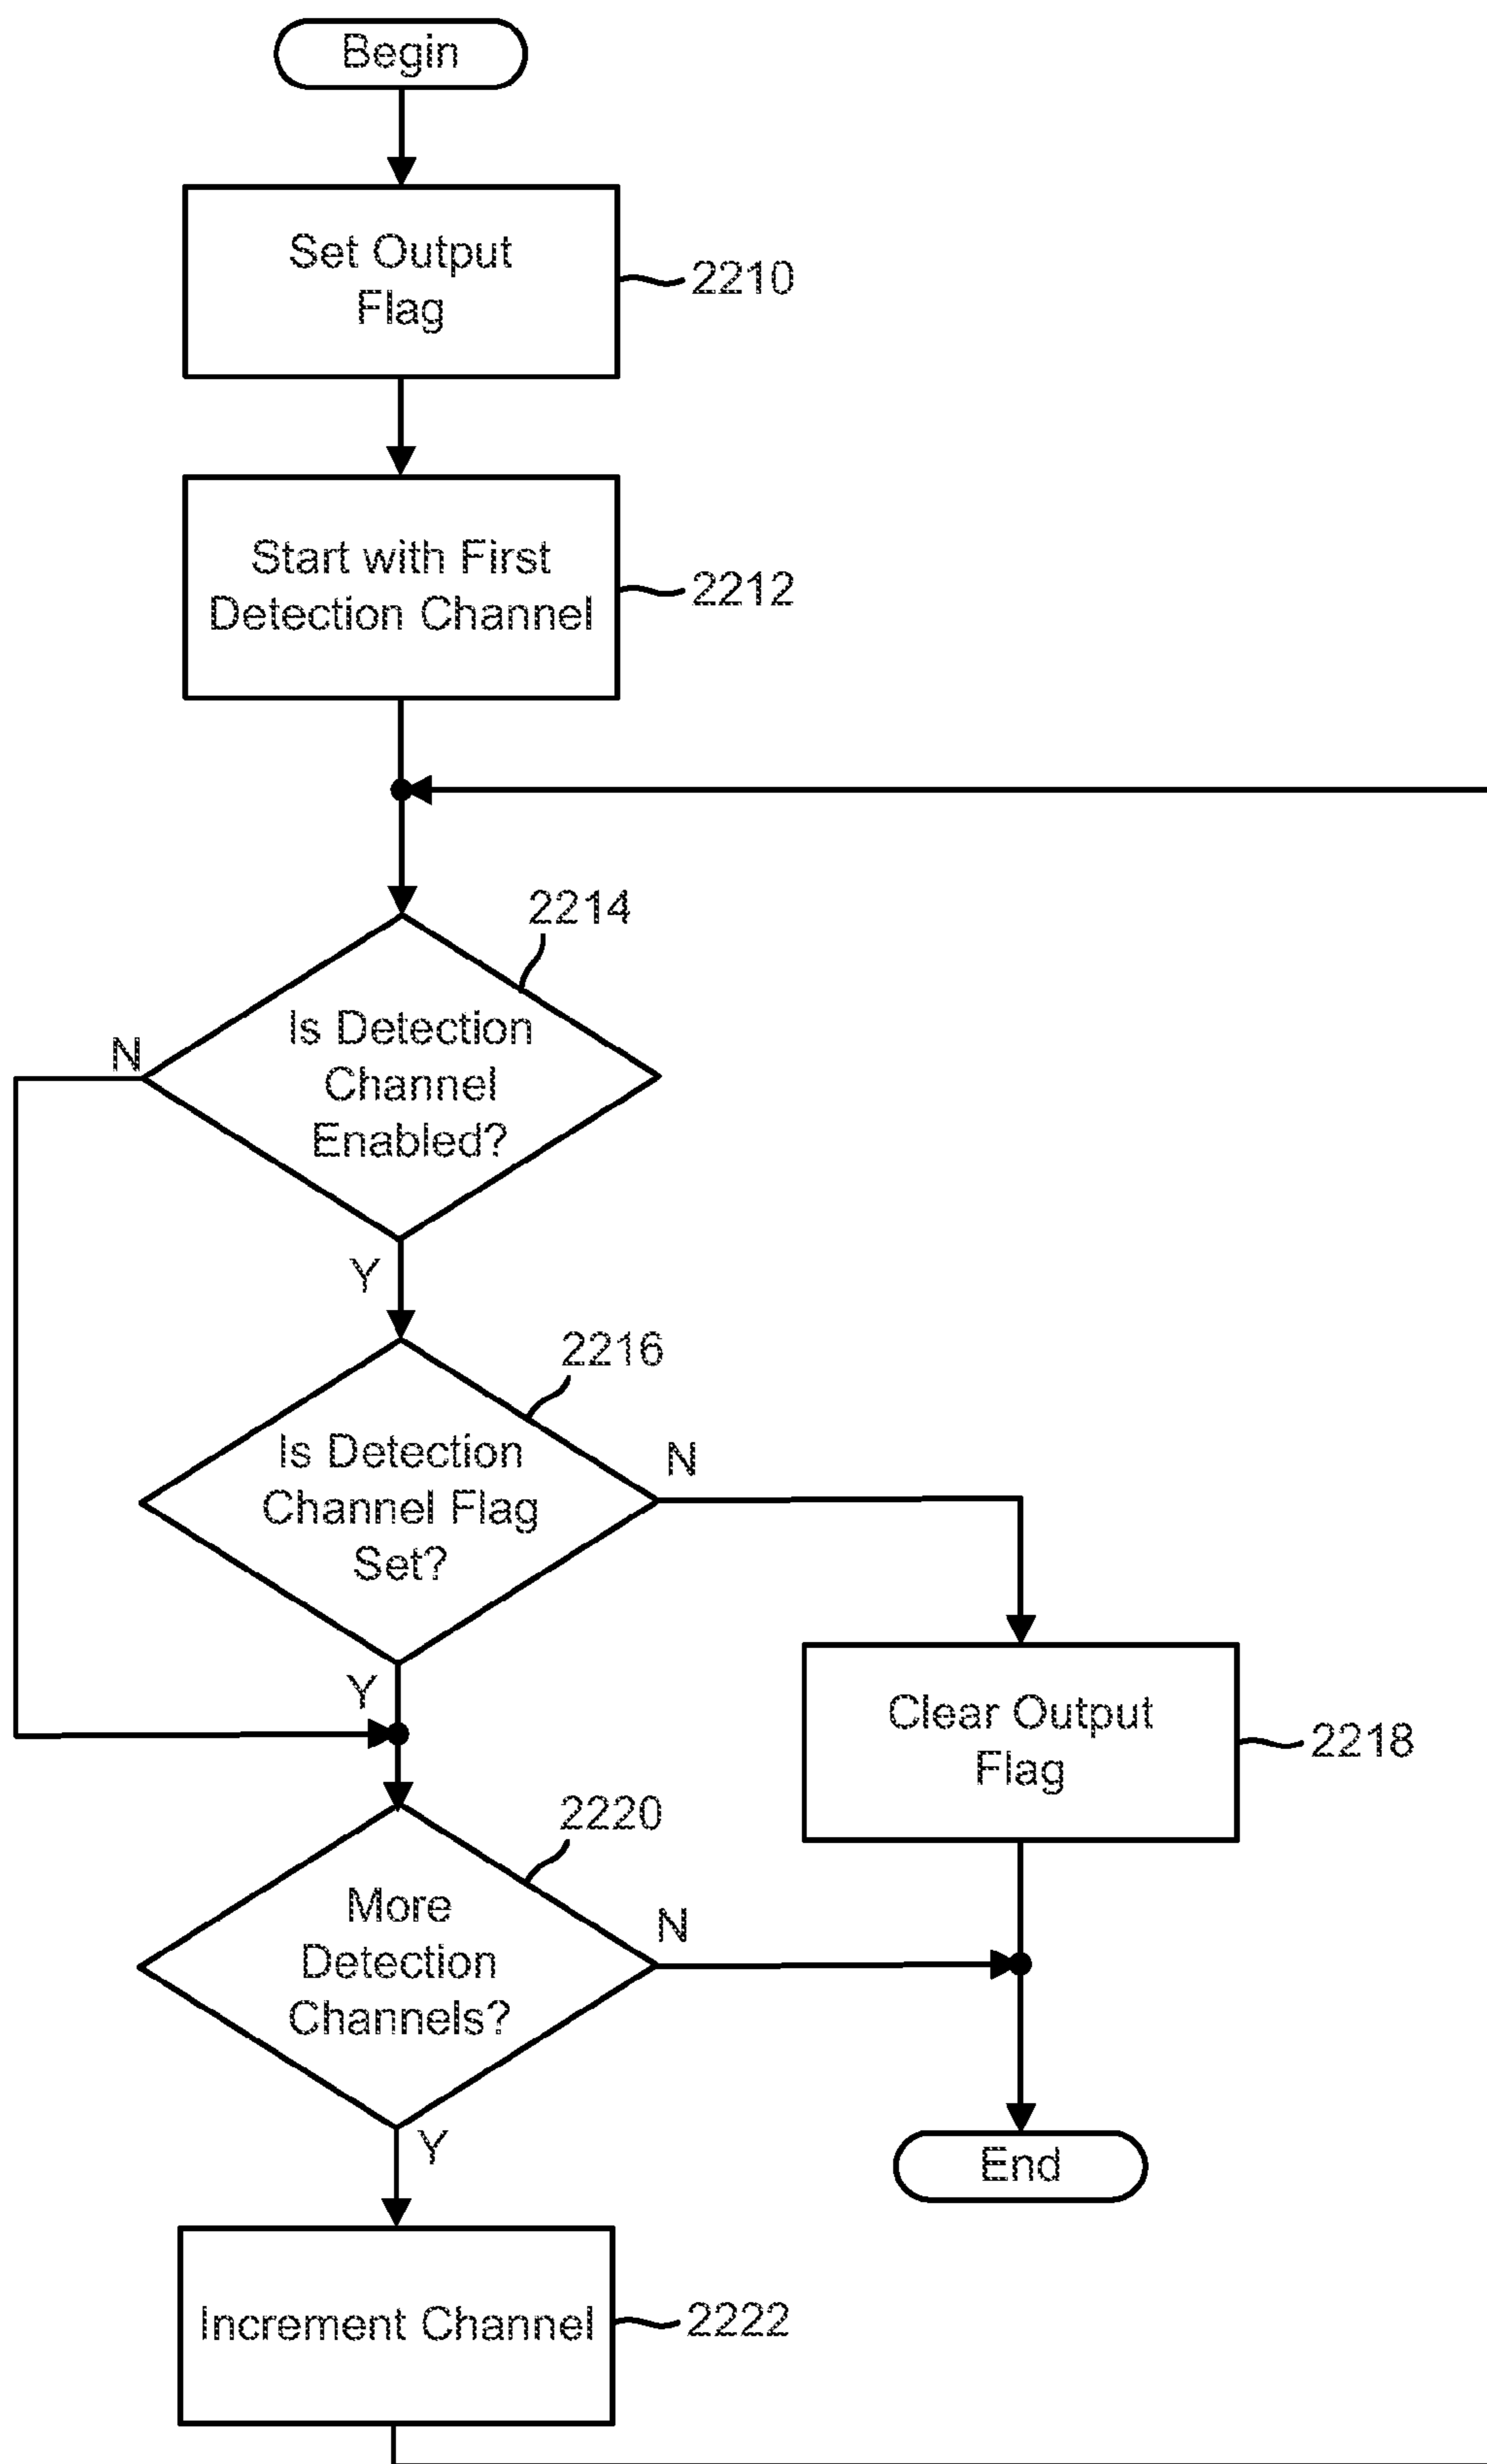 Begin
Set Output
Flag
2210
Start with First
Detection Channel
2212
2214
Is Detection
Channel
Enabled?
N
Y
2216
Is Detection
Channel Flag
Set?
N
Y
Clear Output
Flag
2218
2220
More
Detection
Channels?
N
Y
End
Increment Channel
2222